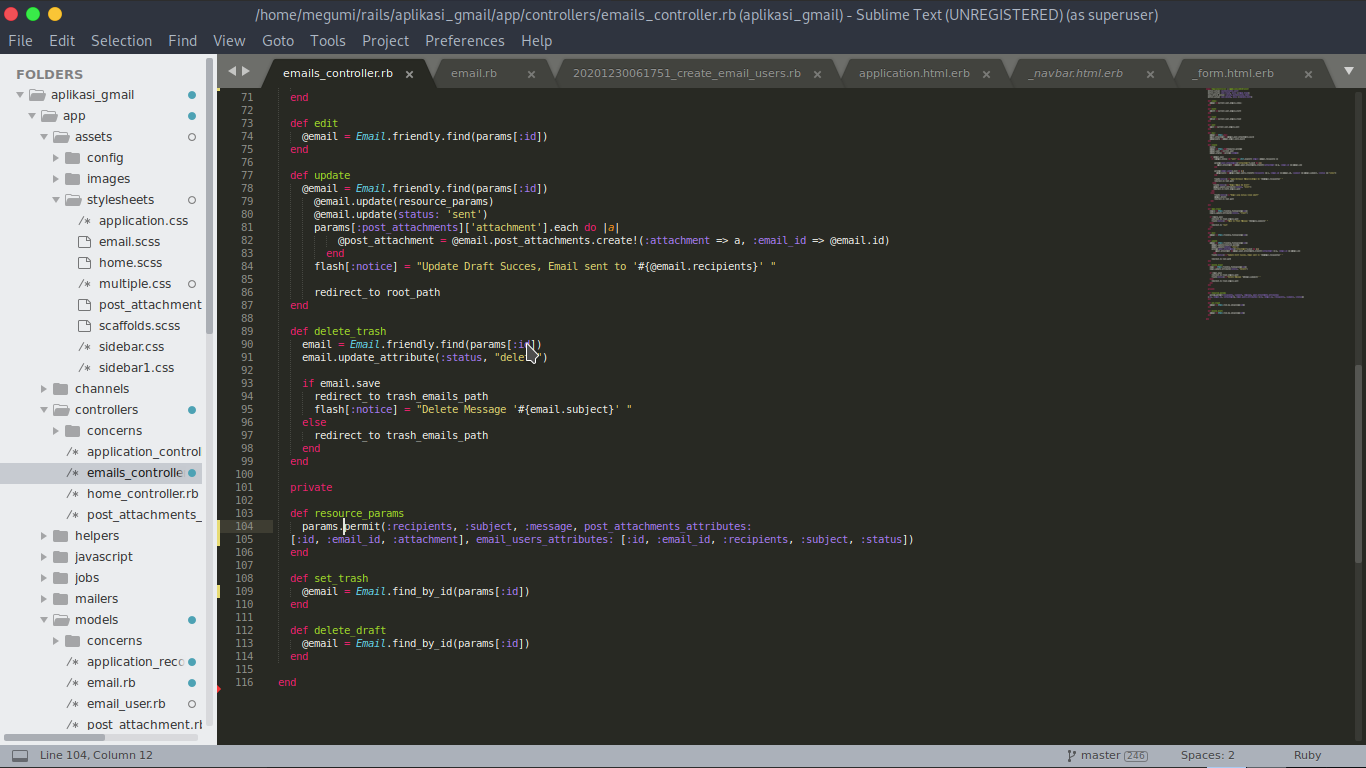 /home/megumi/rails/aplikasi_gmail/app/controllers/emails_controller.rb (aplikasi_gmail) - Sublime Text (UNREGISTERED) (as superuser)
File Edit Selection Find View Goto Tools Project Preferences Help
emails_controller.rb × email.rb × 20201230061751_create_email_users.rb × application.html.erb × _navbar.html.erb × _form.html.erb ×
FOLDERS
aplikasi_gmail
app
assets
config
images
stylesheets
/* application.css
email.scss
home.scss
/* multiple.css
post_attachment
scaffolds.scss
/* sidebar.css
/* sidebar1.css
channels
controllers
concerns
/* application_control
/* emails_controlle
/* home_controller.rb
/* post_attachments_
helpers
javascript
jobs
mailers
models
concerns
/* application_reco
/* email.rb
/* email_user.rb
/* post_attachment.rb
71 end
72
73 def edit
74 @email = Email.friendly.find(params[:id])
75 end
76
77 def update
78 @email = Email.friendly.find(params[:id])
79 @email.update(resource_params)
80 @email.update(status: 'sent')
81 params[:post_attachments]['attachment'].each do |a|
82 @post_attachment = @email.post_attachments.create!(:attachment => a, :email_id => @email.id)
83 end
84 flash[:notice] = "Update Draft Succes, Email sent to '#{@email.recipients}' "
85
86 redirect_to root_path
87 end
88
89 def delete_trash
90 email = Email.friendly.find(params[:id])
91 email.update_attribute(:status, "delet")
92
93 if email.save
94 redirect_to trash_emails_path
95 flash[:notice] = "Delete Message '#{email.subject}' "
96 else
97 redirect_to trash_emails_path
98 end
99 end
100
101 private
102
103 def resource_params
104 params.permit(:recipients, :subject, :message, post_attachments_attributes:
105 [:id, :email_id, :attachment], email_users_attributes: [:id, :email_id, :recipients, :subject, :status])
106 end
107
108 def set_trash
109 @email = Email.find_by_id(params[:id])
110 end
111
112 def delete_draft
113 @email = Email.find_by_id(params[:id])
114 end
115
116 end
Line 104, Column 12 master 246 Spaces: 2 Ruby